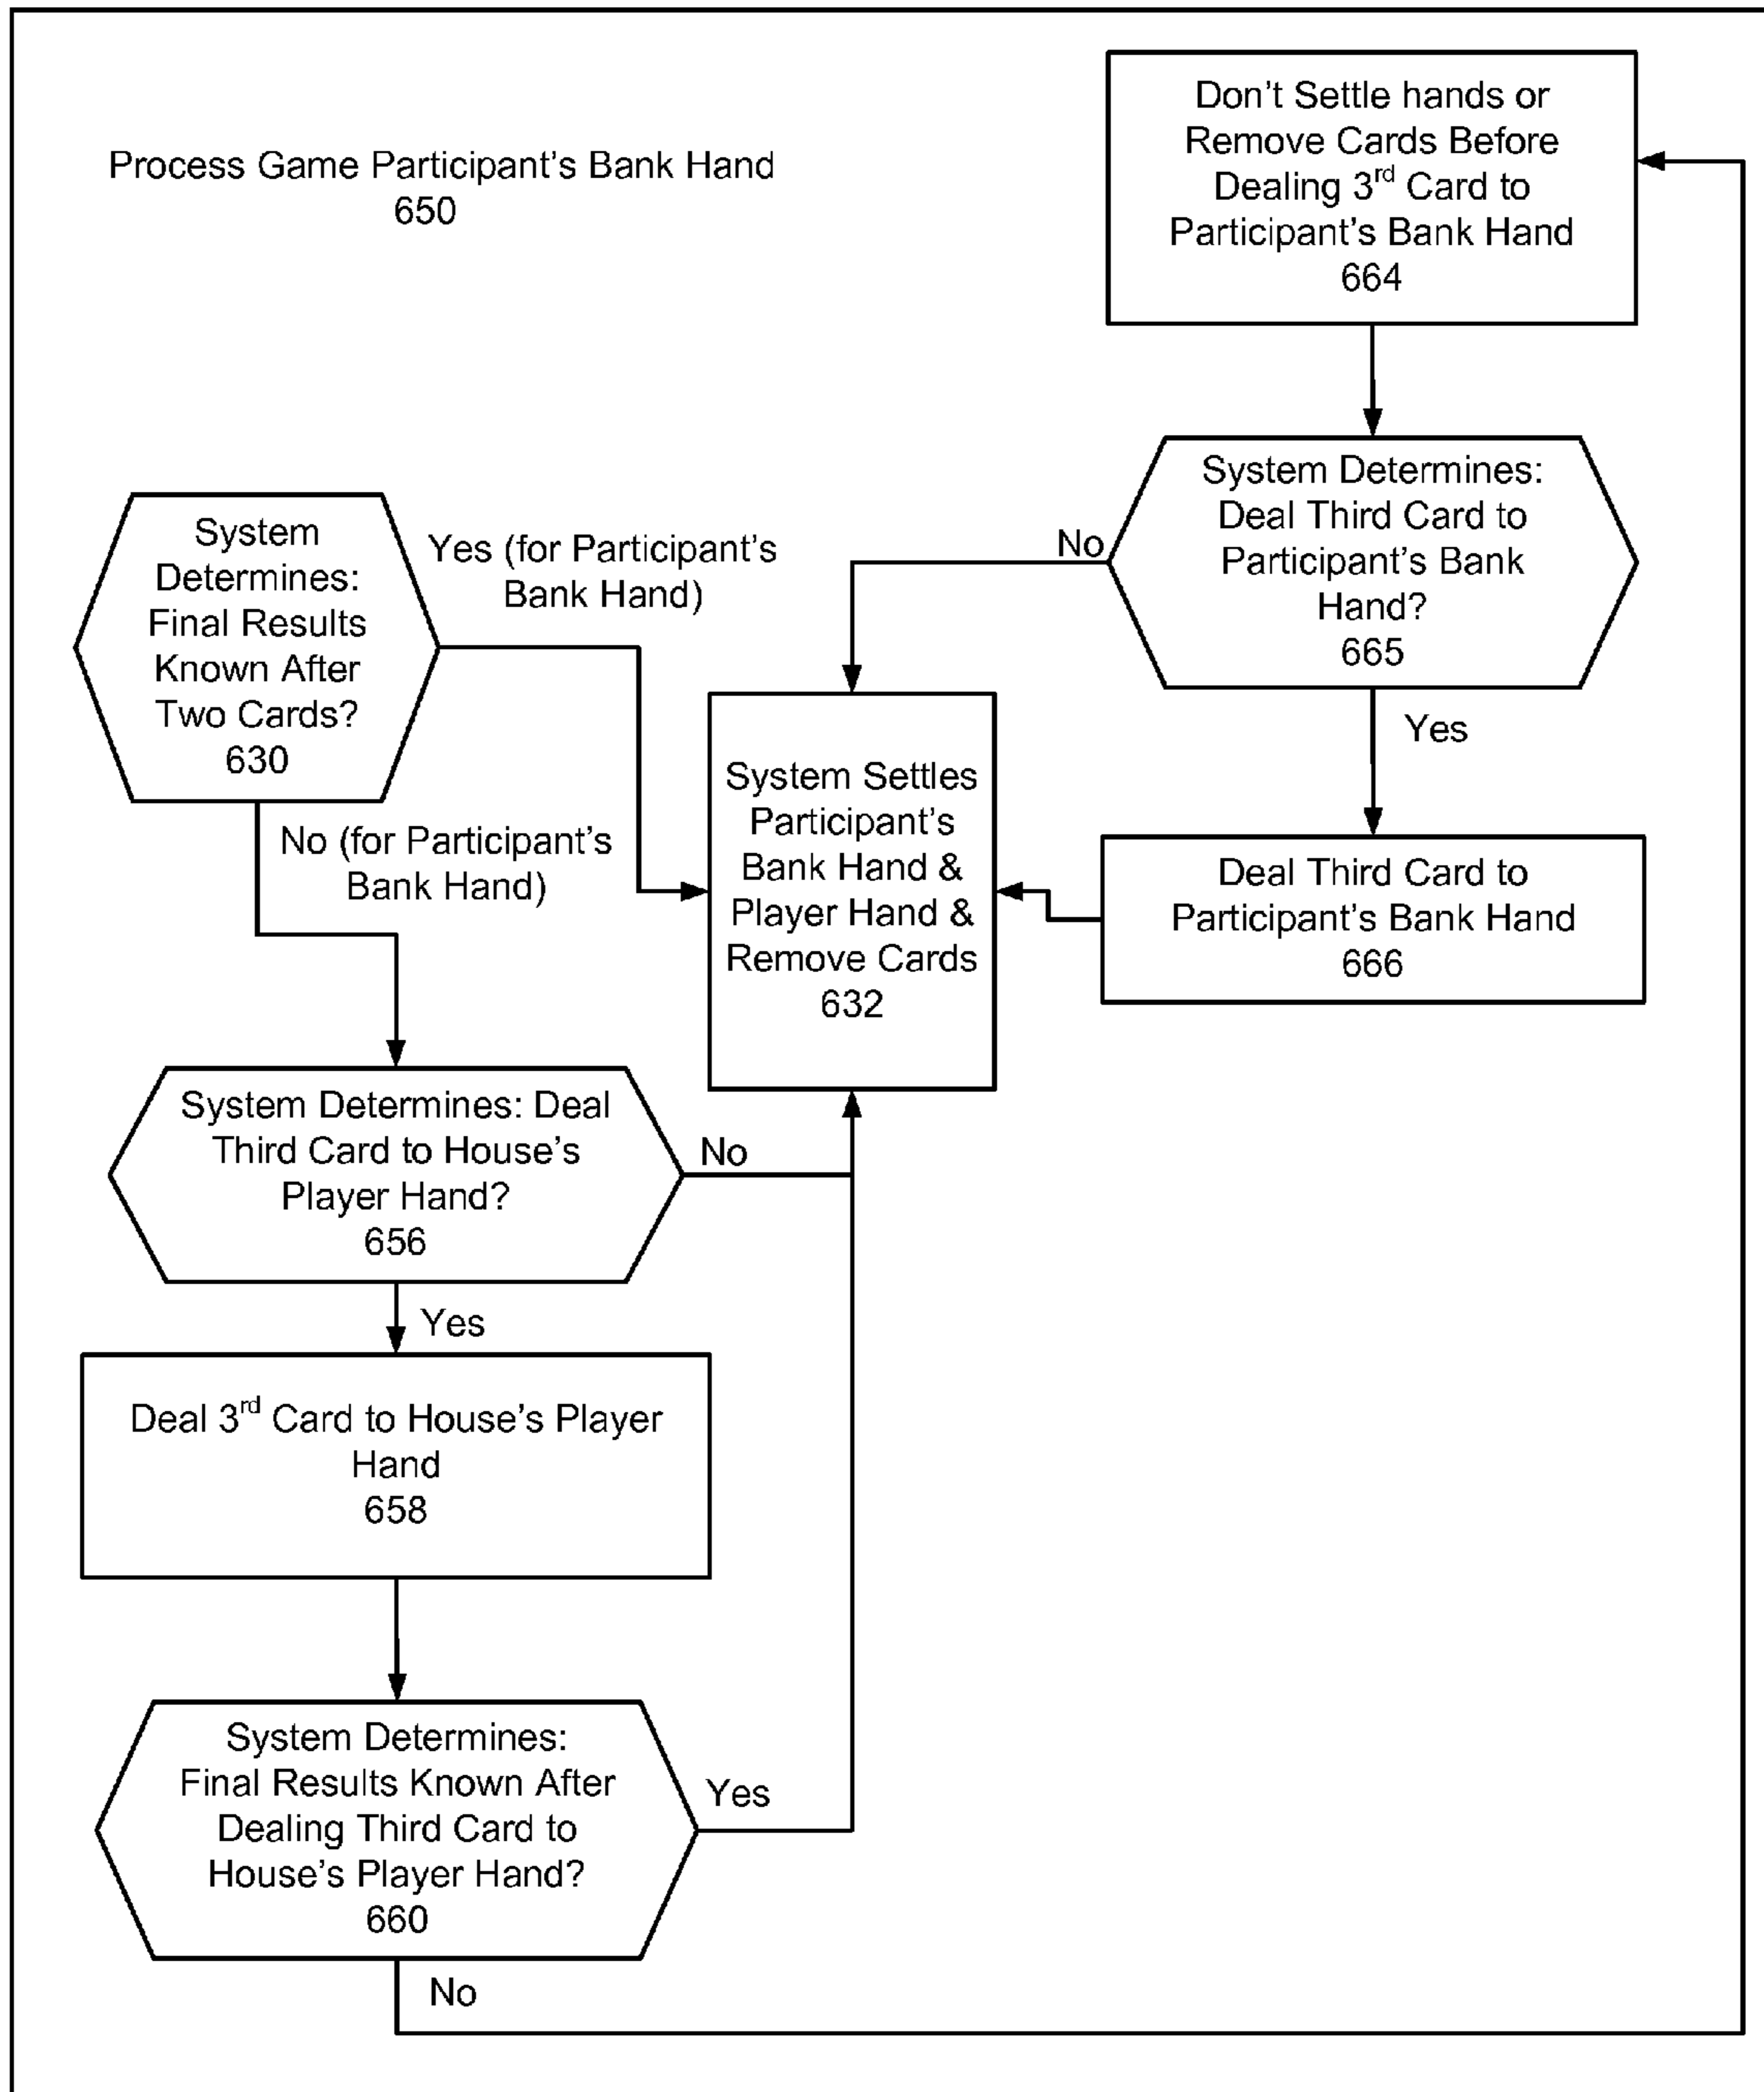 Process Game Participant's Bank Hand
650
Don't Settle hands or
Remove Cards Before
Dealing 3rd Card to
Participant's Bank Hand
664
System Determines:
Deal Third Card to
Participant's Bank
Hand?
665
No
Yes
Deal Third Card to
Participant's Bank Hand
666
System
Determines:
Final Results
Known After
Two Cards?
630
Yes (for Participant's
Bank Hand)
No (for Participant's
Bank Hand)
System Settles
Participant's
Bank Hand &
Player Hand &
Remove Cards
632
System Determines: Deal
Third Card to House's
Player Hand?
656
No
Yes
Deal 3rd Card to House's Player
Hand
658
System Determines:
Final Results Known After
Dealing Third Card to
House's Player Hand?
660
Yes
No